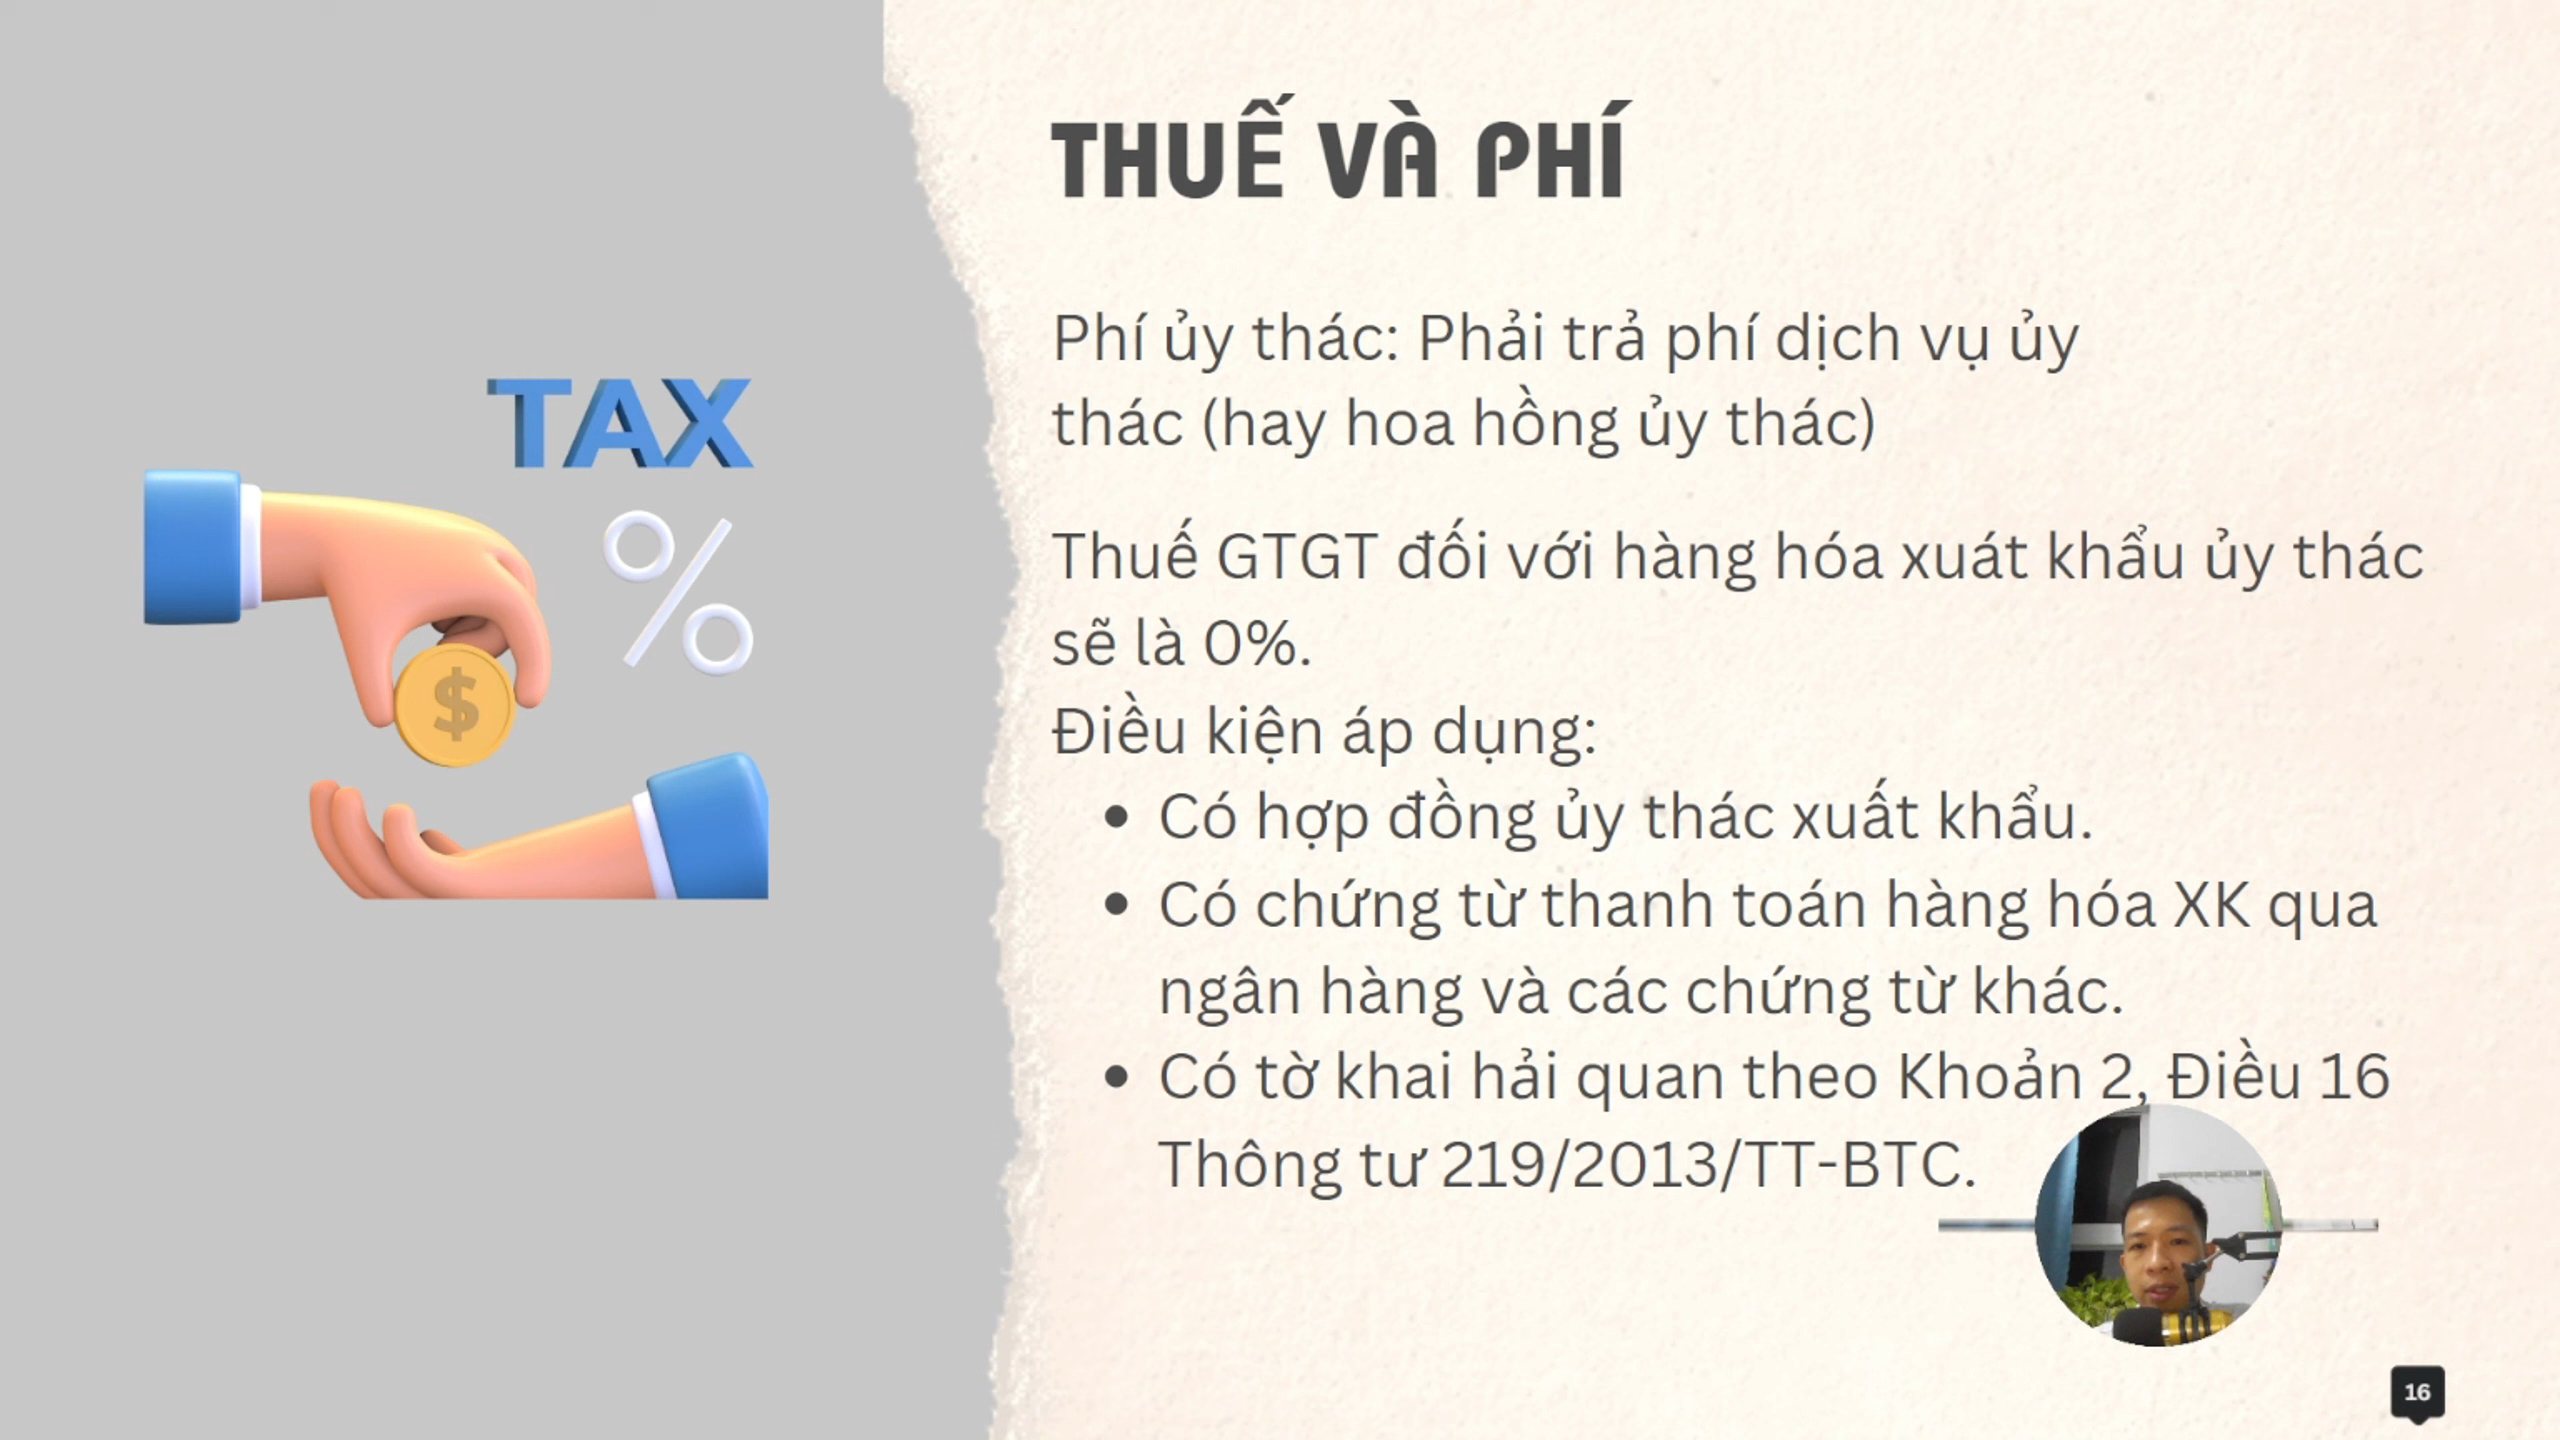 THUẾ VÀ PHÍ
Phí ủy thác: Phải trả phí dịch vụ ủy
thác (hay hoa hồng ủy thác)
TAX
%
$
Thuế GTGT đối với hàng hóa xuát khẩu ủy thác
sẽ là 0%.
Điều kiện áp dụng:
• Có hợp đồng ủy thác xuất khẩu.
• Có chứng từ thanh toán hàng hóa XK qua
ngân hàng và các chứng từ khác.
• Có tờ khai hải quan theo Khoản 2, Điều 16
Thông tư 219/2013/TT-BTC.
16